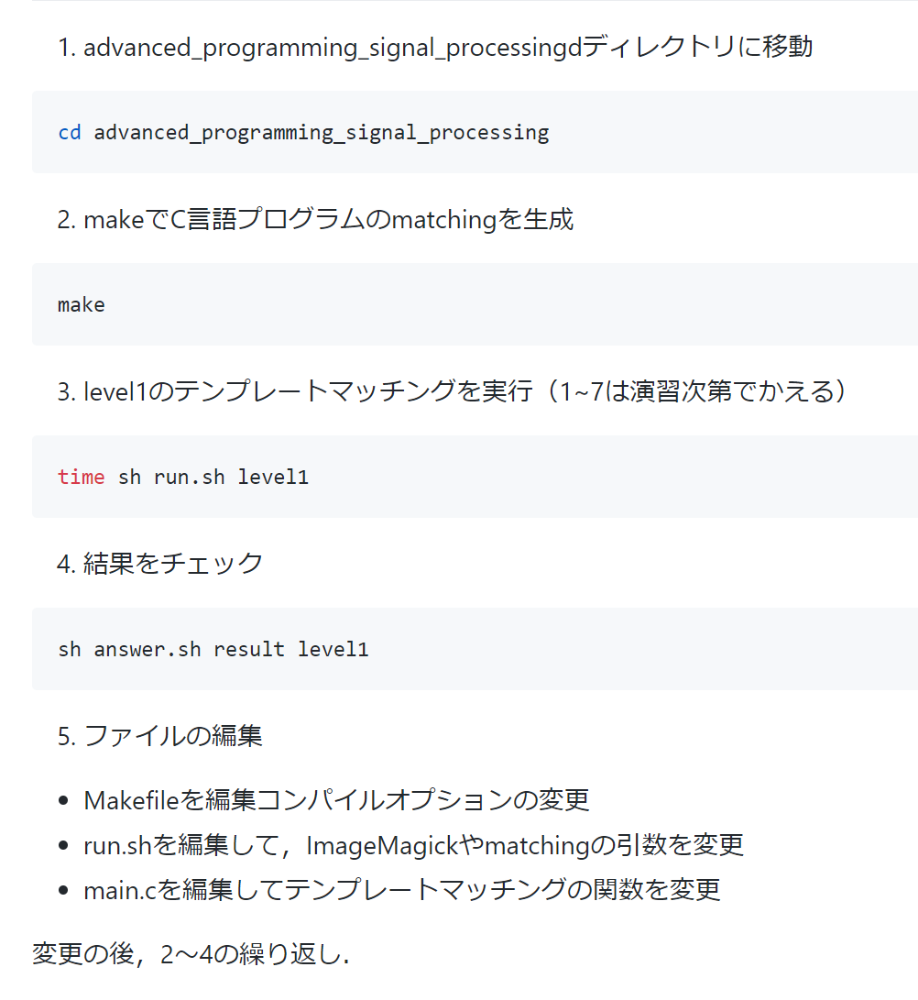 1. advanced_programming_signal_processingdディレクトリに移動
cd advanced_programming_signal_processing
2. makeでC言語プログラムのmatchingを生成
make
3. level1のテンプレートマッチングを実行（1~7は演習次第でかえる）
time sh run.sh level1
4. 結果をチェック
sh answer.sh result level1
5. ファイルの編集
• Makefileを編集コンパイルオプションの変更
• run.shを編集して，ImageMagickやmatchingの引数を変更
• main.cを編集してテンプレートマッチングの関数を変更
変更の後，2～4の繰り返し．